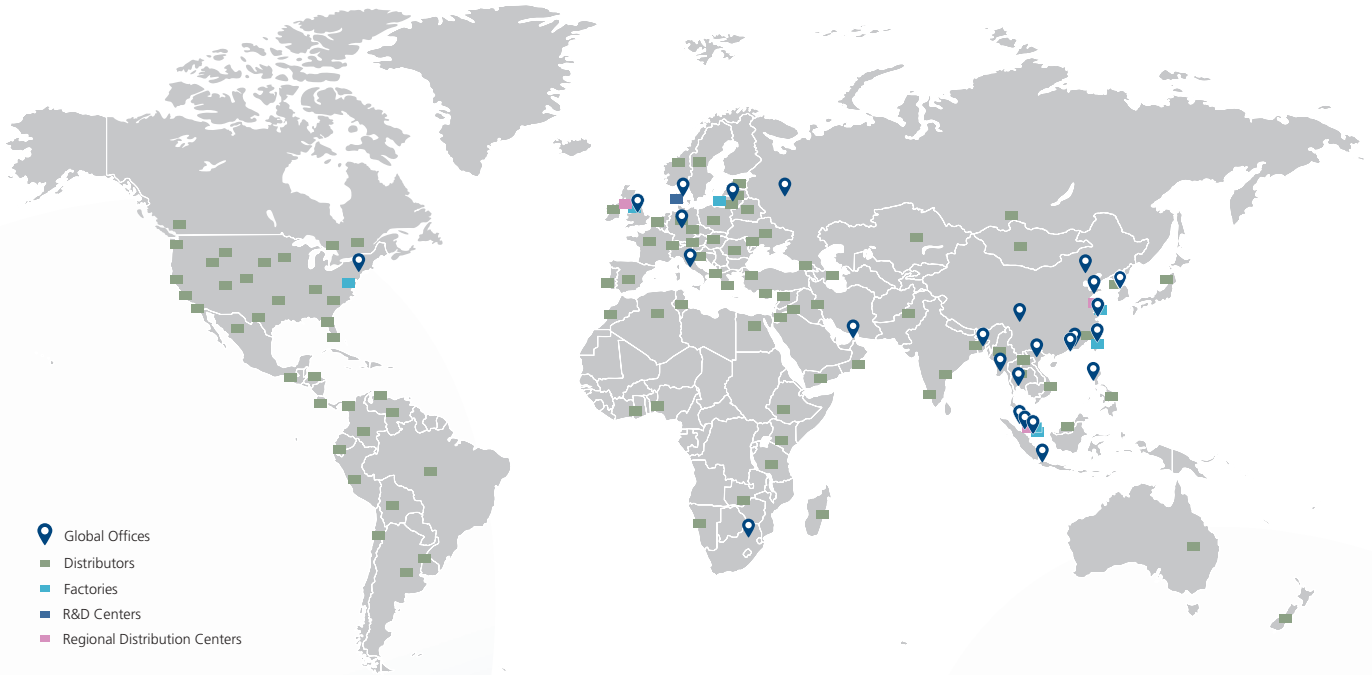 Global Offices
Distributors
Factories
R&D Centers
Regional Distribution Centers